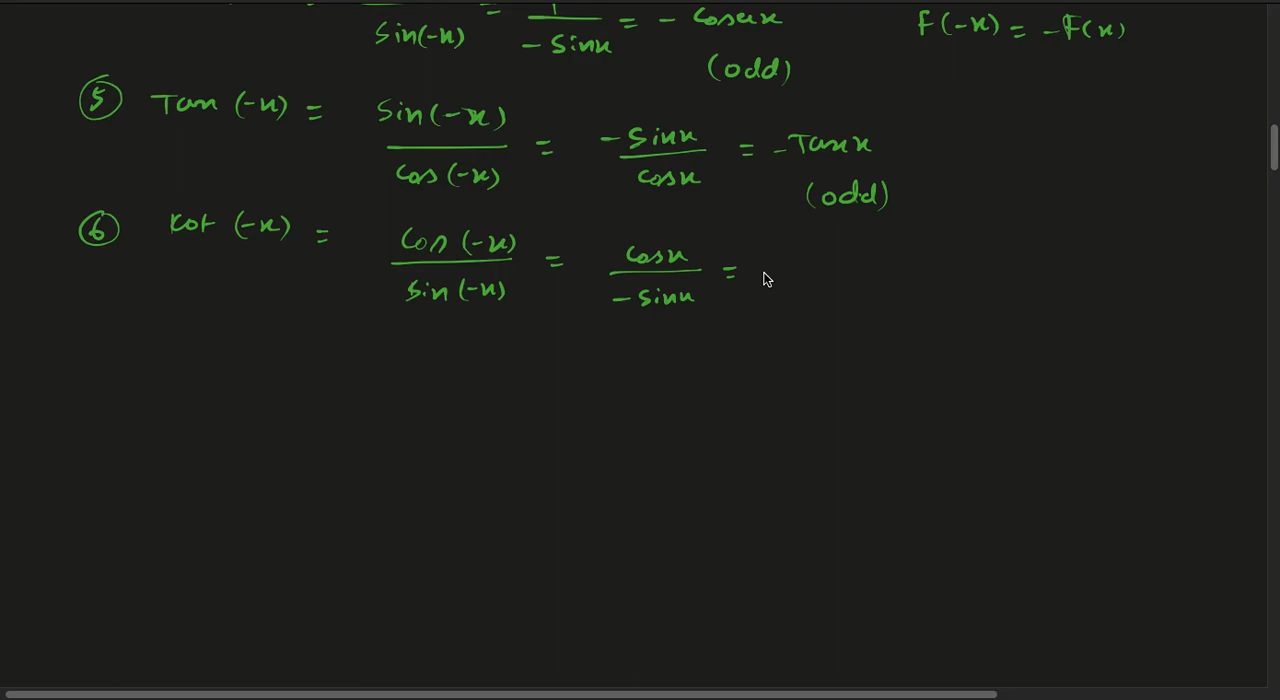 sin(-x) = 1 / -sinx = - cosecx F(-x) = -F(x)
(odd)
⑤ Tan (-x) = sin(-x) / cos(-x) = -sinx / cosx = -Tanx
(odd)
⑥ cot (-x) = cos(-x) / sin(-x) = cosx / -sinx =